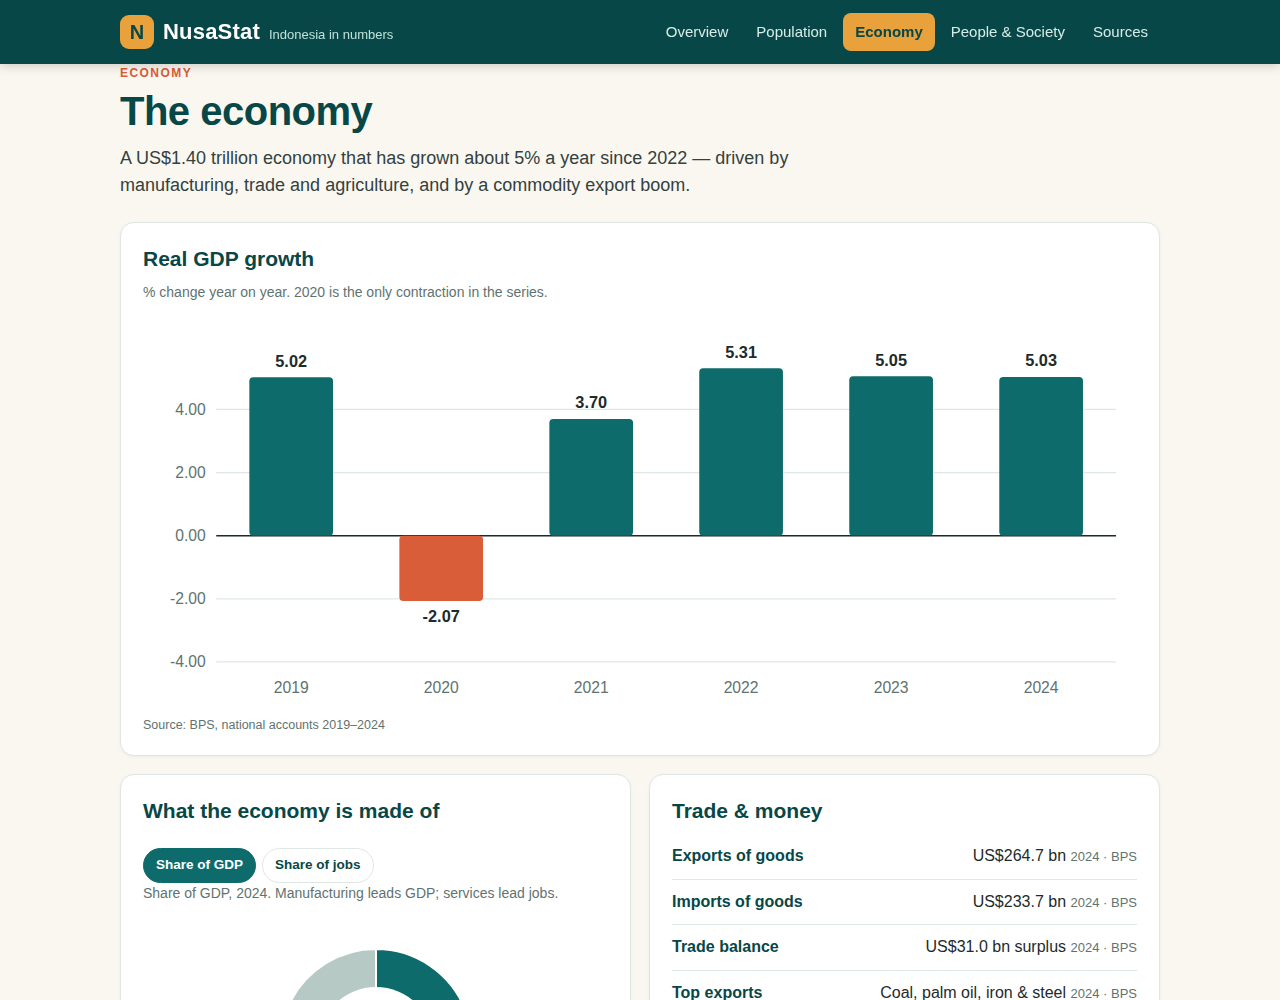 N NusaStat Indonesia in numbers
Overview Population Economy People & Society Sources
ECONOMY
The economy
A US$1.40 trillion economy that has grown about 5% a year since 2022 — driven by
manufacturing, trade and agriculture, and by a commodity export boom.
Real GDP growth
% change year on year. 2020 is the only contraction in the series.
5.02
-2.07
3.70
5.31
5.05
5.03
4.00
2.00
0.00
-2.00
-4.00
2019 2020 2021 2022 2023 2024
Source: BPS, national accounts 2019–2024
What the economy is made of
Share of GDP Share of jobs
Share of GDP, 2024. Manufacturing leads GDP; services lead jobs.
Trade & money
Exports of goods US$264.7 bn 2024 · BPS
Imports of goods US$233.7 bn 2024 · BPS
Trade balance US$31.0 bn surplus 2024 · BPS
Top exports Coal, palm oil, iron & steel 2024 · BPS